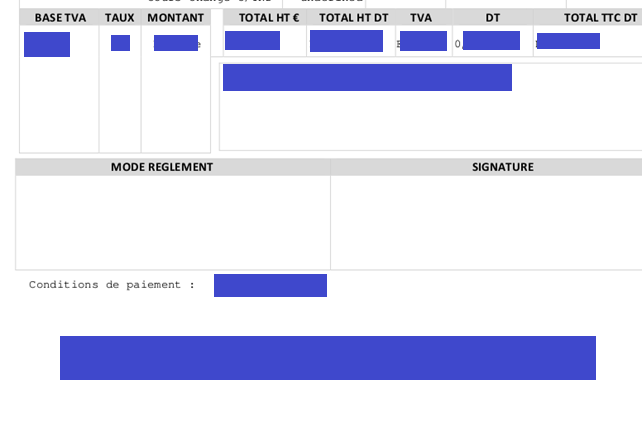 BASE TVA TAUX MONTANT TOTAL HT € TOTAL HT DT TVA DT TOTAL TTC DT
0,
MODE REGLEMENT SIGNATURE
Conditions de paiement :